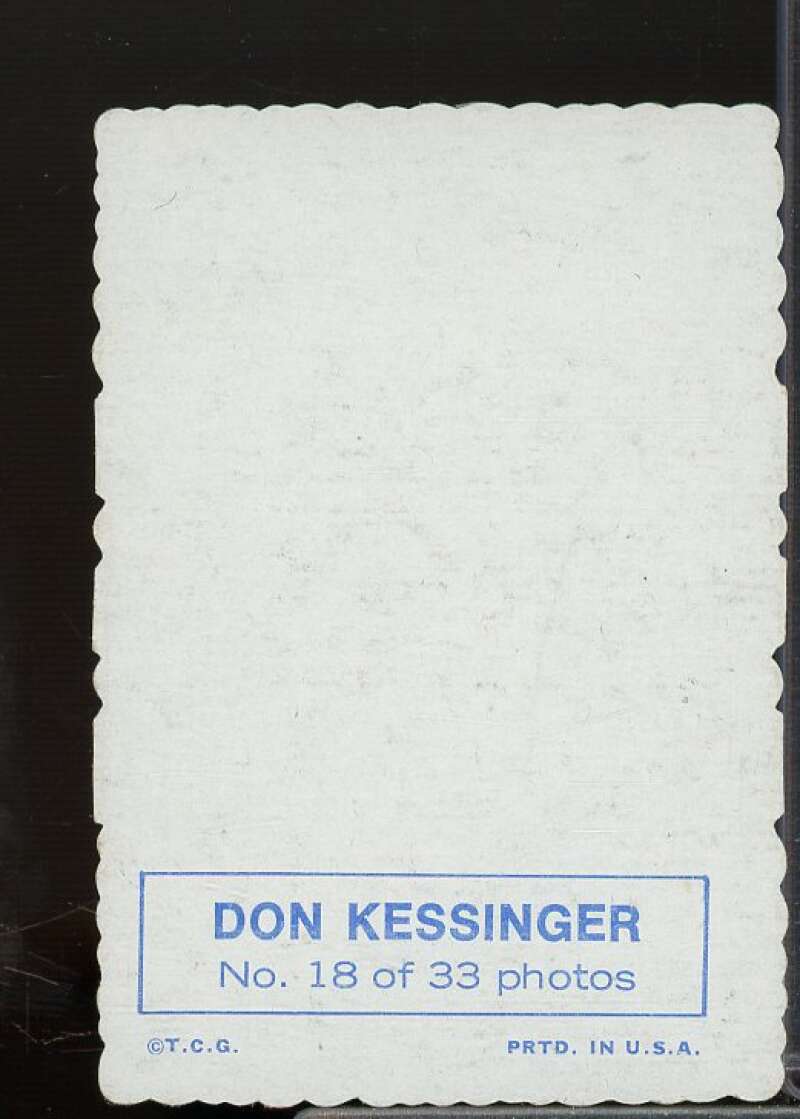 DON KESSINGER
No. 18 of 33 photos
©T.C.G. PRTD. IN U.S.A.